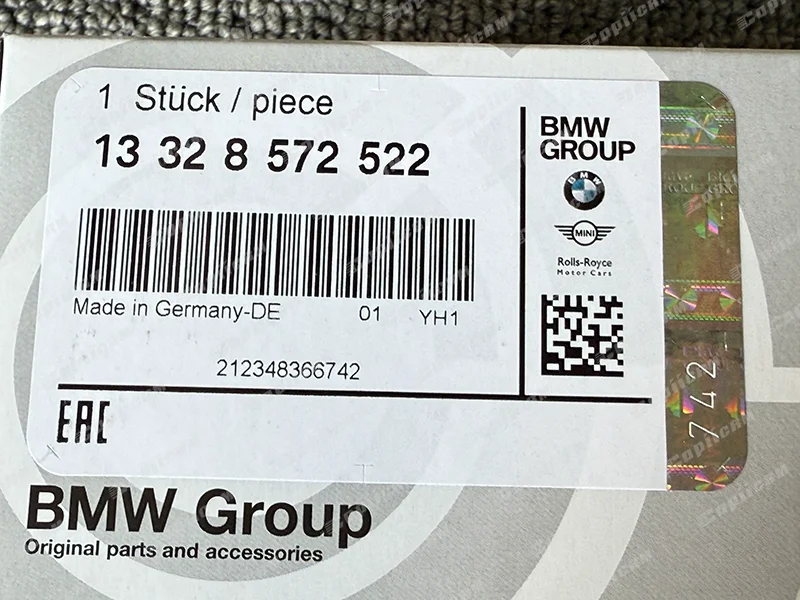 1 Stück / piece
13 32 8 572 522
Made in Germany-DE 01 YH1
212348366742
EAC
BMW
GROUP
BMW
MINI
Rolls-Royce
Motor Cars
742
BMW Group
Original parts and accessories